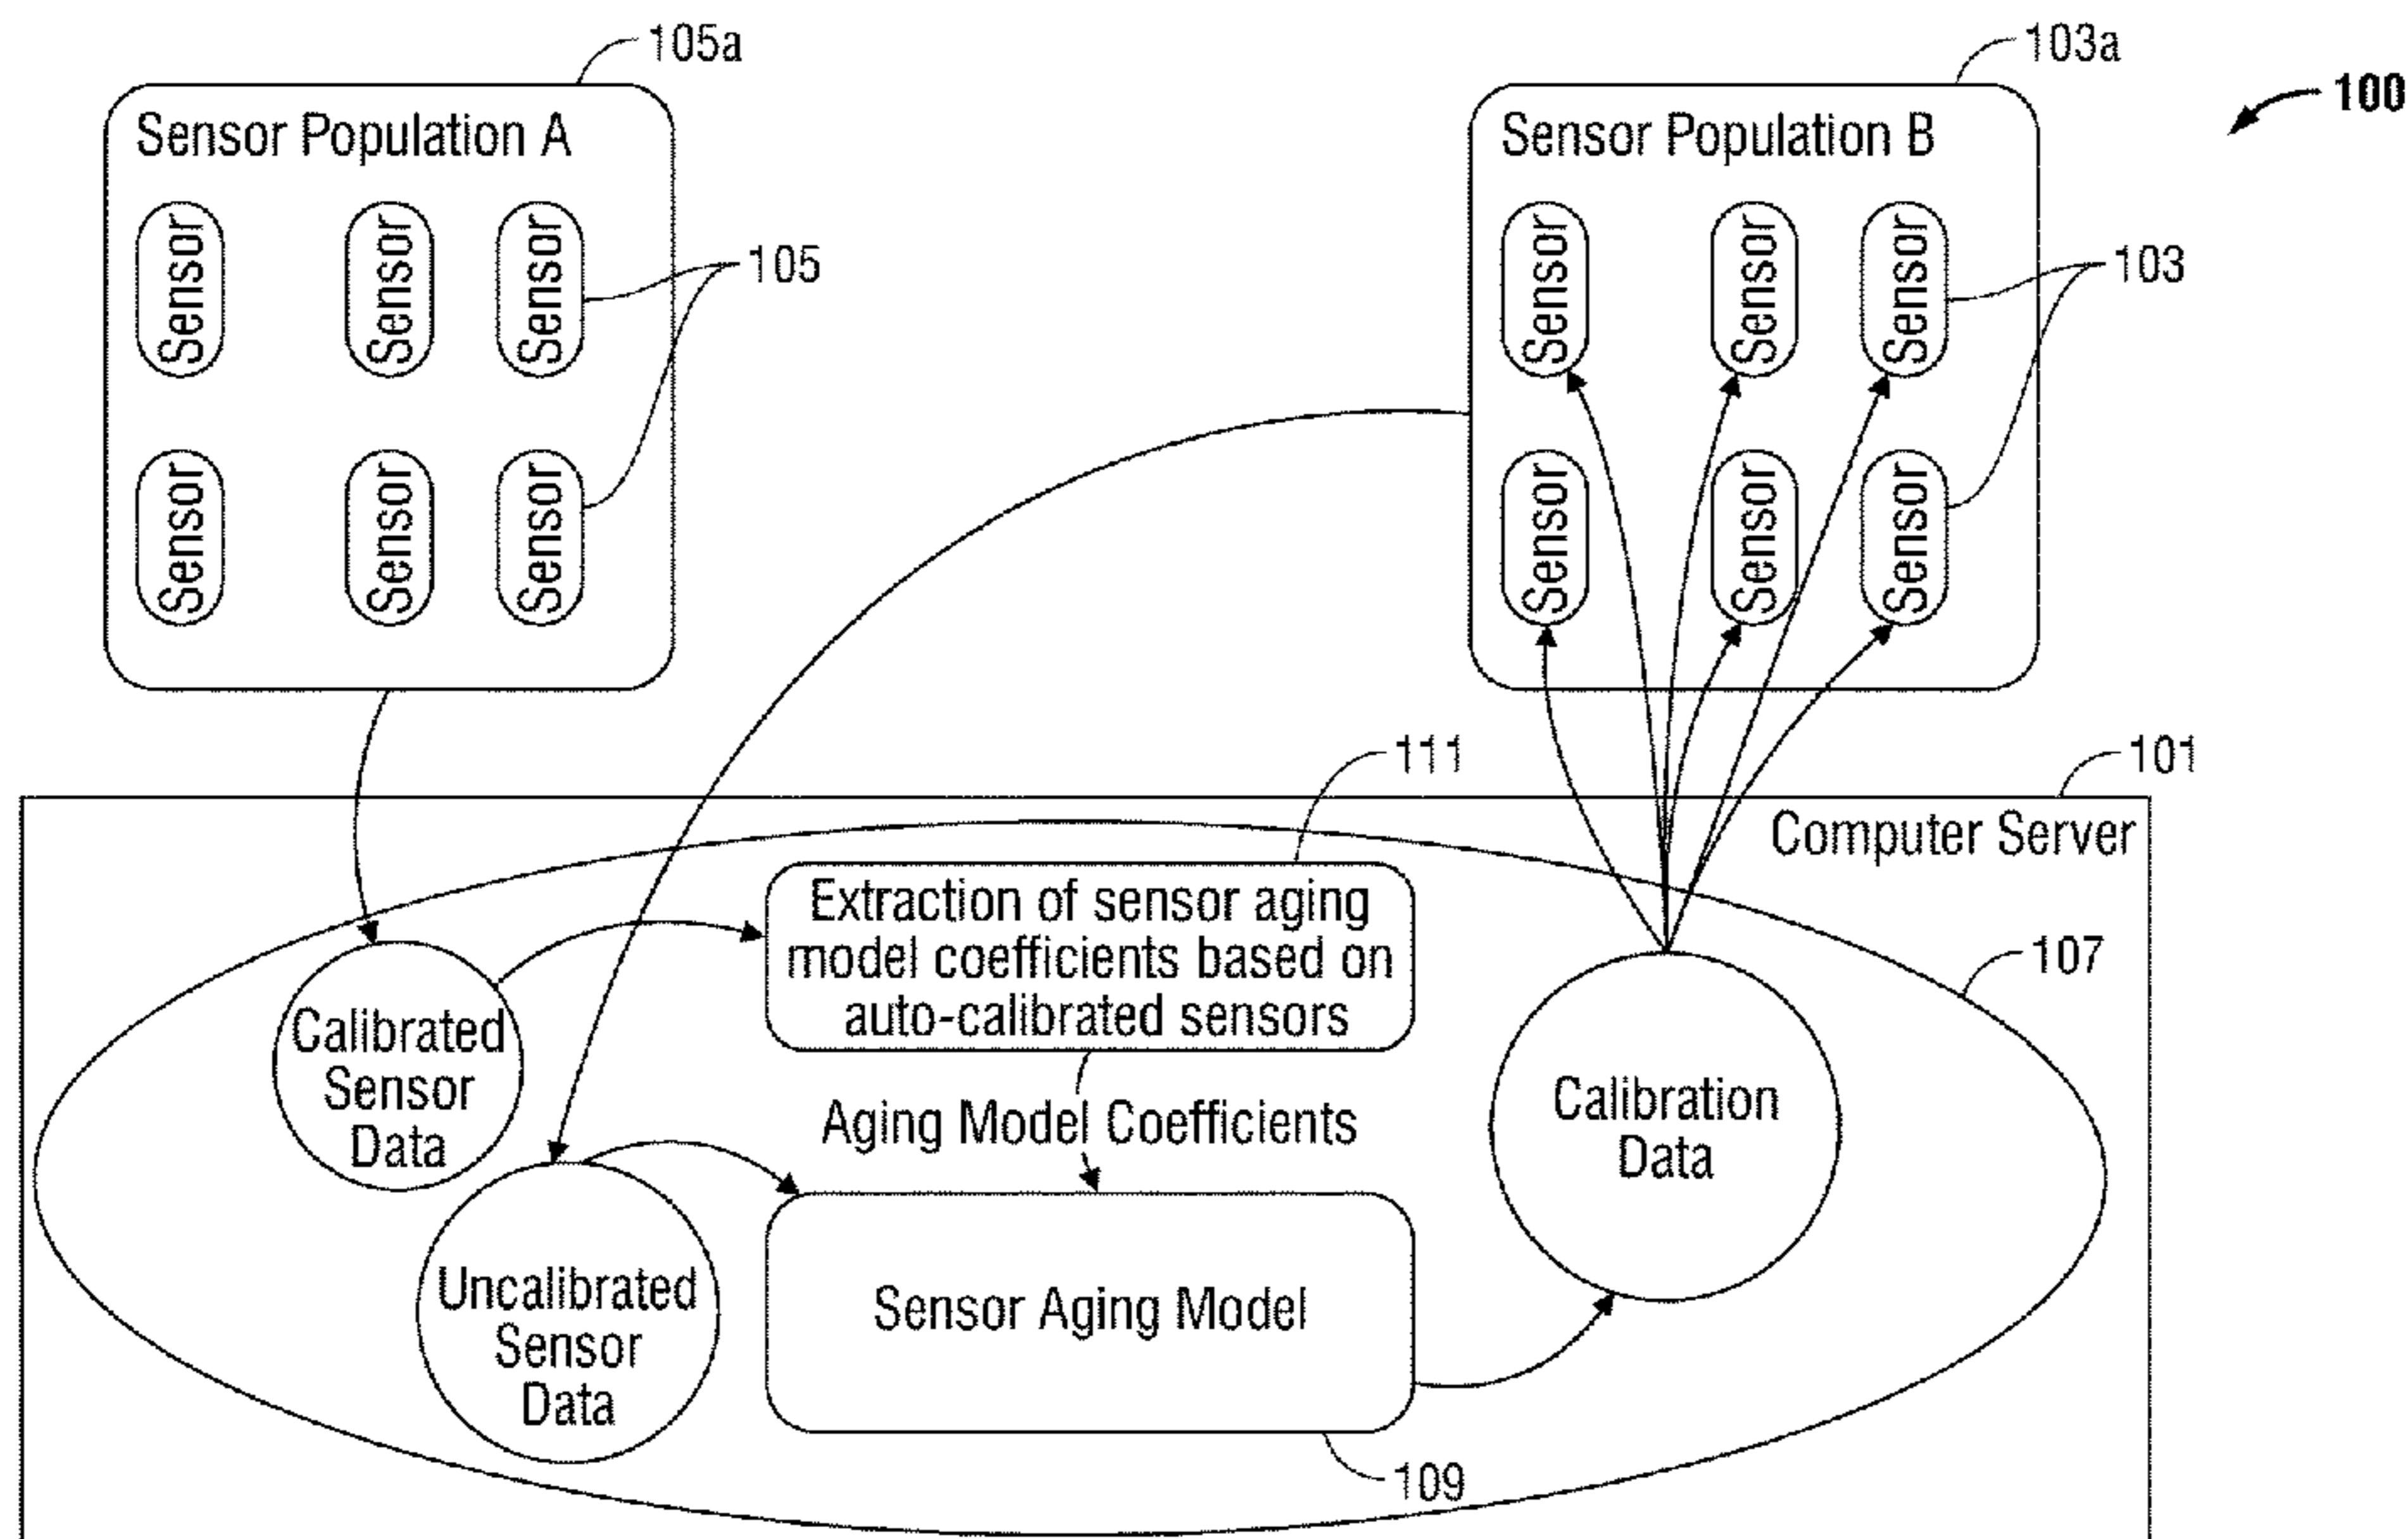 105a
103a
100
Sensor Population A
Sensor Population B
Sensor
Sensor
Sensor
105
Sensor
Sensor
Sensor
103
Sensor
Sensor
Sensor
Sensor
Sensor
Sensor
111
101
Computer Server
Extraction of sensor aging
model coefficients based on
auto-calibrated sensors
107
Calibrated
Sensor
Data
Aging Model Coefficients
Calibration
Data
Uncalibrated
Sensor
Data
Sensor Aging Model
109